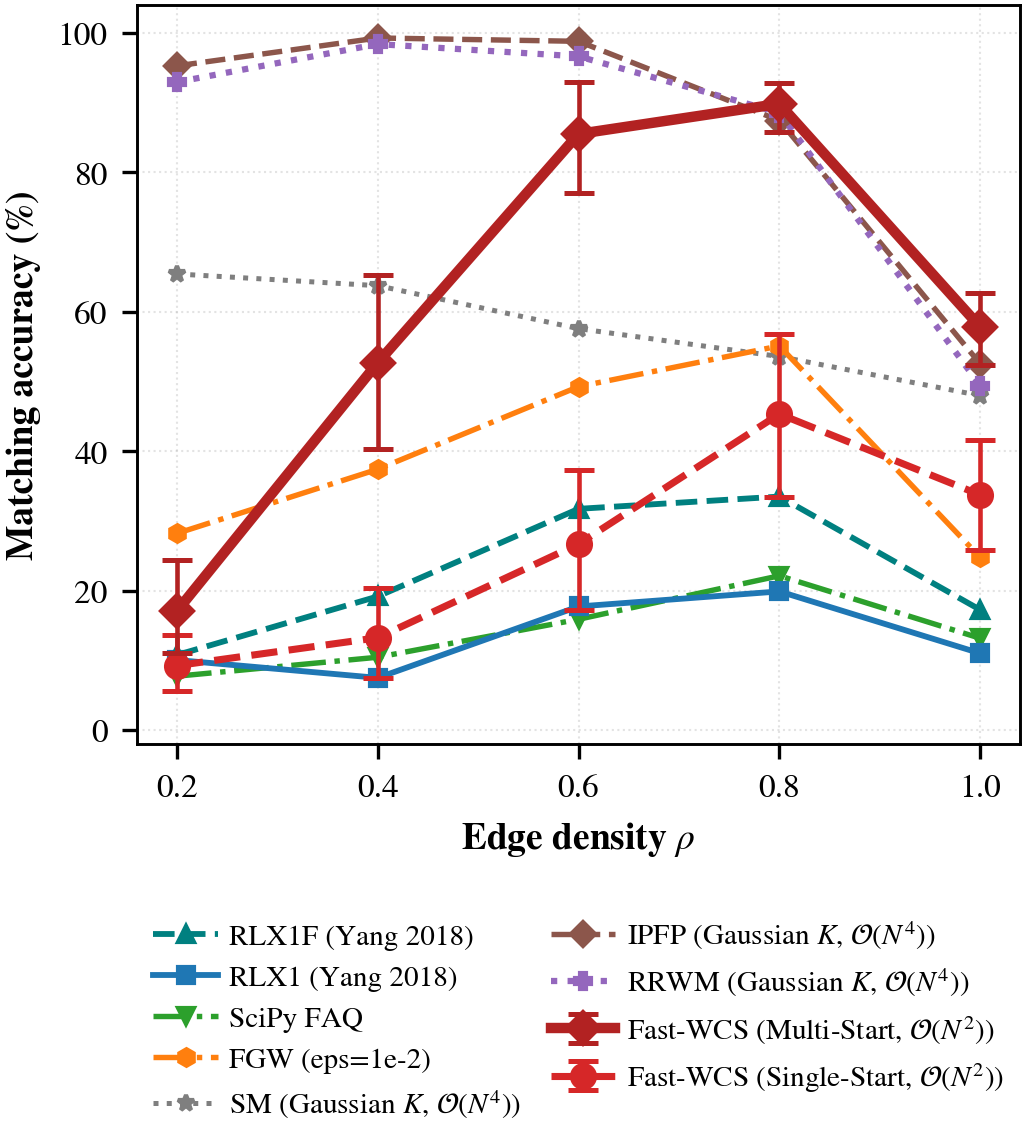 100
80
60
40
20
0
Matching accuracy (%)
0.2 0.4 0.6 0.8 1.0
Edge density ρ
RLX1F (Yang 2018)
RLX1 (Yang 2018)
SciPy FAQ
FGW (eps=1e-2)
SM (Gaussian K, 𝒪(N⁴))
IPFP (Gaussian K, 𝒪(N⁴))
RRWM (Gaussian K, 𝒪(N⁴))
Fast-WCS (Multi-Start, 𝒪(N²))
Fast-WCS (Single-Start, 𝒪(N²))